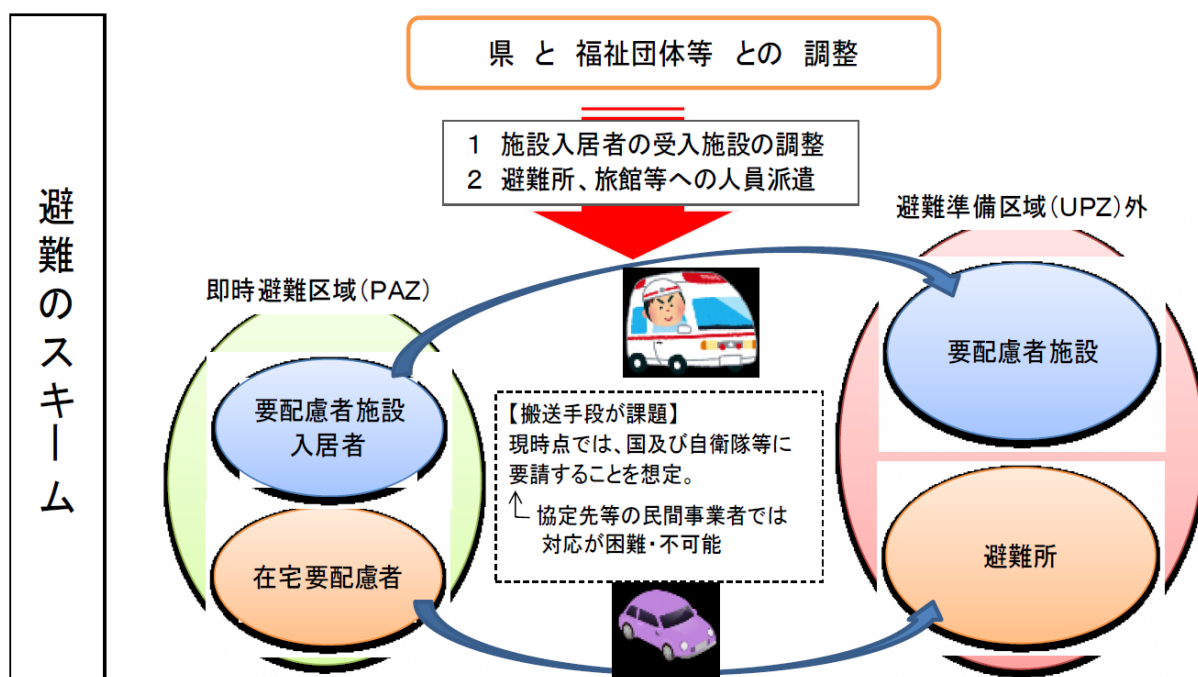 避難のスキーム
県 と 福祉団体等 との 調整
1 施設入居者の受入施設の調整
2 避難所、旅館等への人員派遣
避難準備区域(UPZ)外
即時避難区域(PAZ)
要配慮者施設
入居者
要配慮者施設
【搬送手段が課題】
現時点では、国及び自衛隊等に
要請することを想定。
協定先等の民間事業者では
対応が困難・不可能
在宅要配慮者
避難所